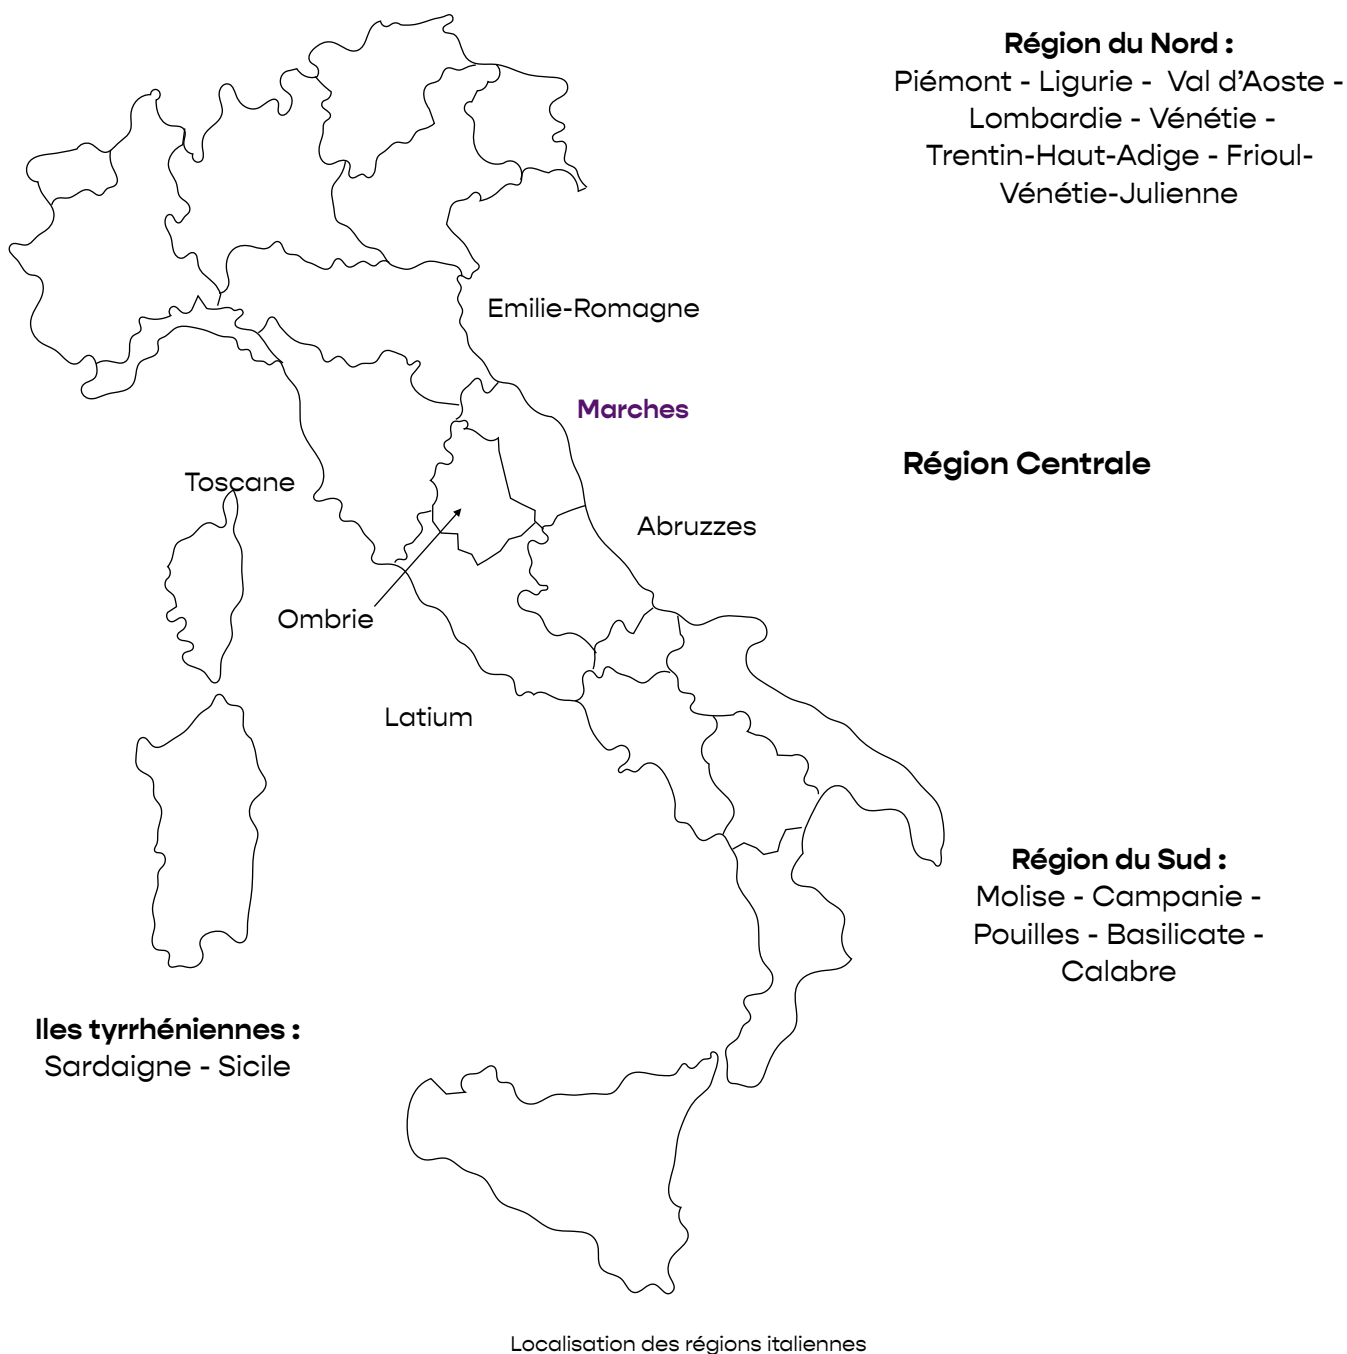 Région du Nord :
Piémont - Ligurie - Val d’Aoste -
Lombardie - Vénétie -
Trentin-Haut-Adige - Frioul-
Vénétie-Julienne
Emilie-Romagne
Marches
Région Centrale
Toscane
Abruzzes
Ombrie
Latium
Région du Sud :
Molise - Campanie -
Pouilles - Basilicate -
Calabre
Iles tyrrhéniennes :
Sardaigne - Sicile
Localisation des régions italiennes